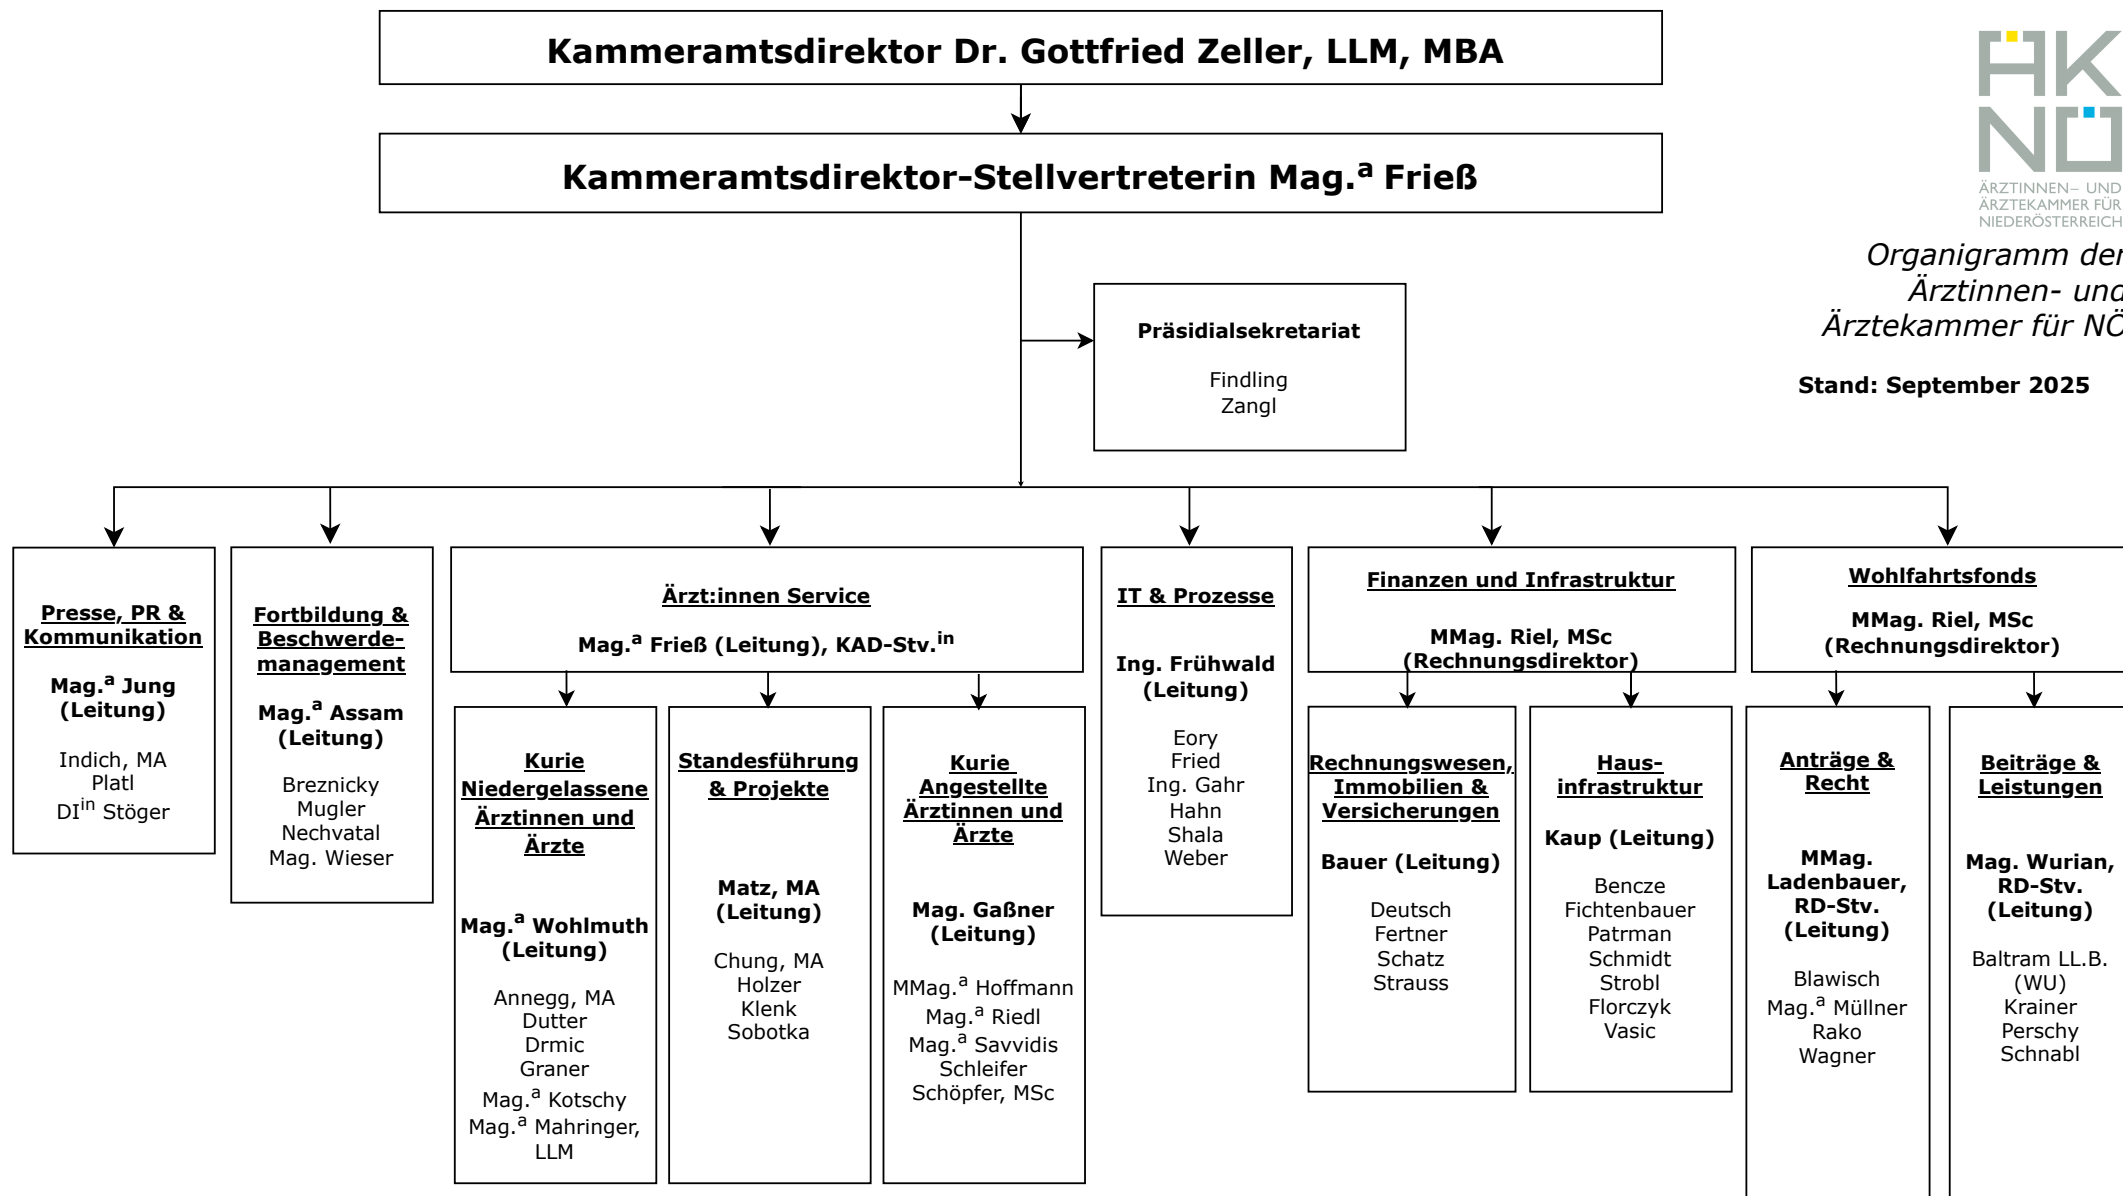 Kammeramtsdirektor Dr. Gottfried Zeller, LLM, MBA
Kammeramtsdirektor-Stellvertreterin Mag.ª Frieß
ÄK
NÖ
ÄRZTINNEN– UND
ÄRZTEKAMMER FÜR
NIEDERÖSTERREICH
Organigramm der
Ärztinnen- und
Ärztekammer für NÖ
Stand: September 2025
Präsidialsekretariat
Findling
Zangl
Presse, PR &
Kommunikation
Mag.ª Jung
(Leitung)
Indich, MA
Platl
DIⁱⁿ Stöger
Fortbildung &
Beschwerde-
management
Mag.ª Assam
(Leitung)
Breznicky
Mugler
Nechvatal
Mag. Wieser
Ärzt:innen Service
Mag.ª Frieß (Leitung), KAD-Stv.ⁱⁿ
Kurie
Niedergelassene
Ärztinnen und
Ärzte
Mag.ª Wohlmuth
(Leitung)
Annegg, MA
Dutter
Drmic
Graner
Mag.ª Kotschy
Mag.ª Mahringer,
LLM
Standesführung
& Projekte
Matz, MA
(Leitung)
Chung, MA
Holzer
Klenk
Sobotka
Kurie
Angestellte
Ärztinnen und
Ärzte
Mag. Gaßner
(Leitung)
MMag.ª Hoffmann
Mag.ª Riedl
Mag.ª Savvidis
Schleifer
Schöpfer, MSc
IT & Prozesse
Ing. Frühwald
(Leitung)
Eory
Fried
Ing. Gahr
Hahn
Shala
Weber
Finanzen und Infrastruktur
MMag. Riel, MSc
(Rechnungsdirektor)
Rechnungswesen,
Immobilien &
Versicherungen
Bauer (Leitung)
Deutsch
Fertner
Schatz
Strauss
Haus-
infrastruktur
Kaup (Leitung)
Bencze
Fichtenbauer
Patrman
Schmidt
Strobl
Florczyk
Vasic
Wohlfahrtsfonds
MMag. Riel, MSc
(Rechnungsdirektor)
Anträge &
Recht
MMag.
Ladenbauer,
RD-Stv.
(Leitung)
Blawisch
Mag.ª Müllner
Rako
Wagner
Beiträge &
Leistungen
Mag. Wurian,
RD-Stv.
(Leitung)
Baltram LL.B.
(WU)
Krainer
Perschy
Schnabl